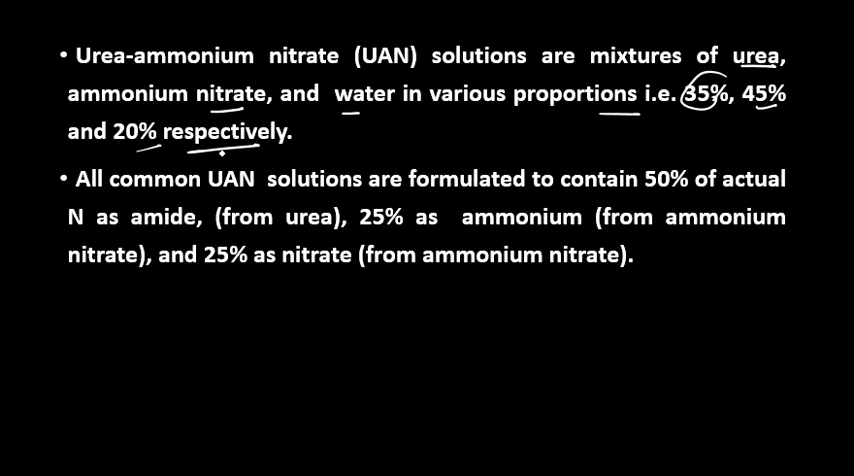 • Urea-ammonium nitrate (UAN) solutions are mixtures of urea,
ammonium nitrate, and water in various proportions i.e. 35%, 45%
and 20% respectively.
• All common UAN solutions are formulated to contain 50% of actual
N as amide, (from urea), 25% as ammonium (from ammonium
nitrate), and 25% as nitrate (from ammonium nitrate).